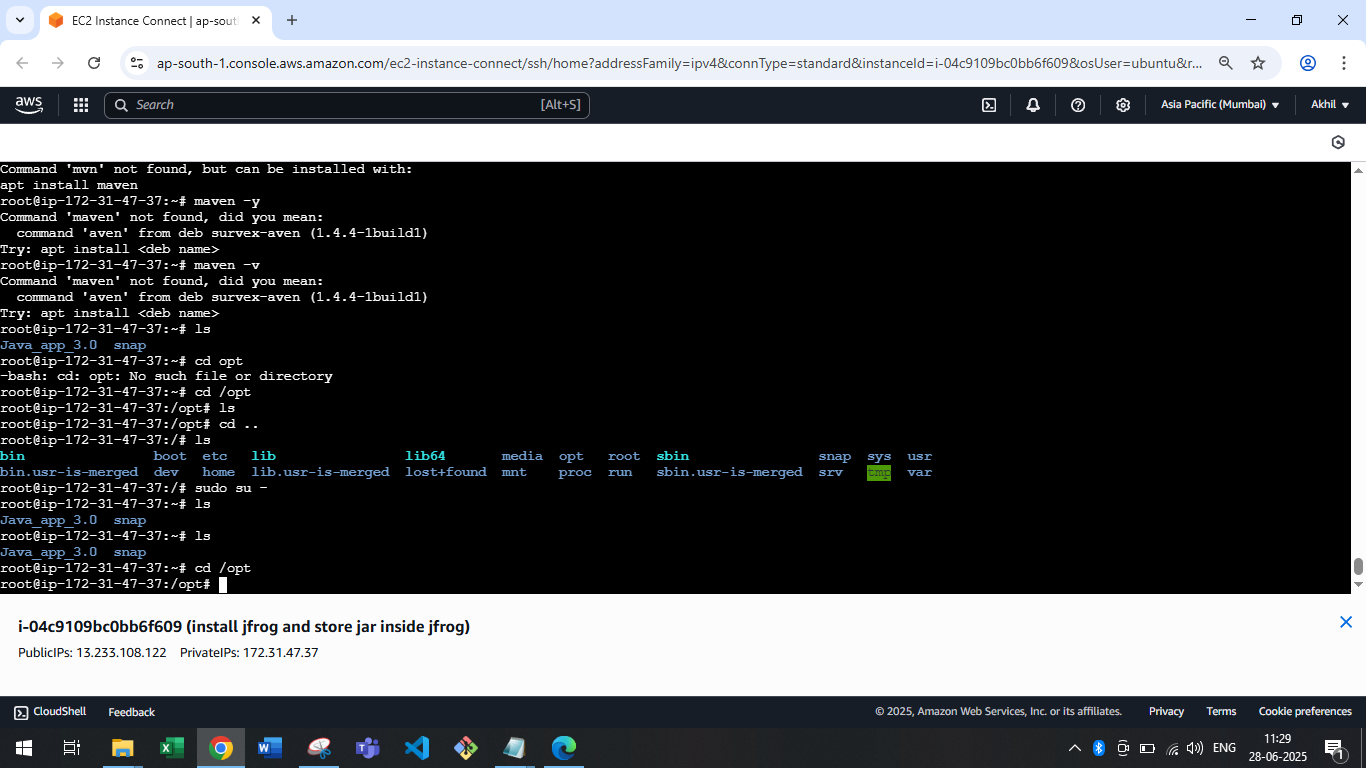 EC2 Instance Connect | ap-sout
ap-south-1.console.aws.amazon.com/ec2-instance-connect/ssh/home?addressFamily=ipv4&connType=standard&instanceId=i-04c9109bc0bb6f609&osUser=ubuntu&r...
aws Search [Alt+S] Asia Pacific (Mumbai) Akhil
Command 'mvn' not found, but can be installed with:
apt install maven
root@ip-172-31-47-37:~# maven -y
Command 'maven' not found, did you mean:
  command 'aven' from deb survex-aven (1.4.4-1build1)
Try: apt install <deb name>
root@ip-172-31-47-37:~# maven -v
Command 'maven' not found, did you mean:
  command 'aven' from deb survex-aven (1.4.4-1build1)
Try: apt install <deb name>
root@ip-172-31-47-37:~# ls
Java_app_3.0  snap
root@ip-172-31-47-37:~# cd opt
-bash: cd: opt: No such file or directory
root@ip-172-31-47-37:~# cd /opt
root@ip-172-31-47-37:/opt# ls
root@ip-172-31-47-37:/opt# cd ..
root@ip-172-31-47-37:/# ls
bin                boot  etc   lib                lib64       media  opt   root  sbin                snap  sys  usr
bin.usr-is-merged  dev   home  lib.usr-is-merged  lost+found  mnt    proc  run   sbin.usr-is-merged  srv   tmp  var
root@ip-172-31-47-37:/# sudo su -
root@ip-172-31-47-37:~# ls
Java_app_3.0  snap
root@ip-172-31-47-37:~# ls
Java_app_3.0  snap
root@ip-172-31-47-37:~# cd /opt
root@ip-172-31-47-37:/opt#
i-04c9109bc0bb6f609 (install jfrog and store jar inside jfrog)
PublicIPs: 13.233.108.122 PrivateIPs: 172.31.47.37
CloudShell Feedback © 2025, Amazon Web Services, Inc. or its affiliates. Privacy Terms Cookie preferences
ENG 11:29
28-06-2025
1